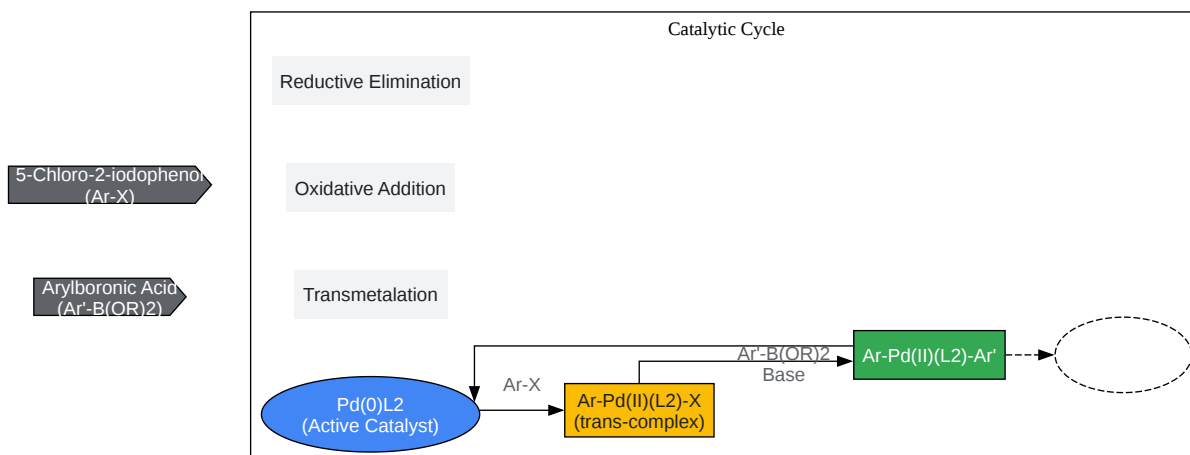 Catalytic Cycle
Reductive Elimination
5-Chloro-2-iodophenol
(Ar-X)
Oxidative Addition
Arylboronic Acid
(Ar'-B(OR)2)
Transmetalation
Ar'-B(OR)2
Base
Ar-Pd(II)(L2)-Ar'
Ar-X
Pd(0)L2
(Active Catalyst)
Ar-Pd(II)(L2)-X
(trans-complex)